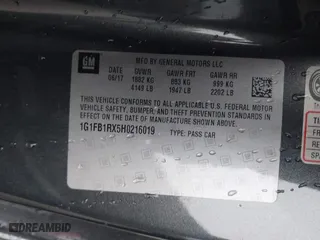 GM
MFD BY GENERAL MOTORS LLC
DATE GVWR GAWR FRT GAWR RR
06/17 1882 KG 883 KG 999 KG
4149 LB 1947 LB 2202 LB
THIS VEHICLE CONFORMS TO ALL APPLICABLE U.S. FEDERAL MOTOR
VEHICLE SAFETY, BUMPER, AND THEFT PREVENTION STANDARDS
IN EFFECT ON THE DATE OF MANUFACTURE SHOWN ABOVE.
1G1FB1RX5H0216019 TYPE: PASS CAR
DREAMBID